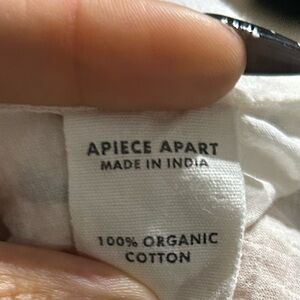 APIECE APART
MADE IN INDIA
100% ORGANIC
COTTON